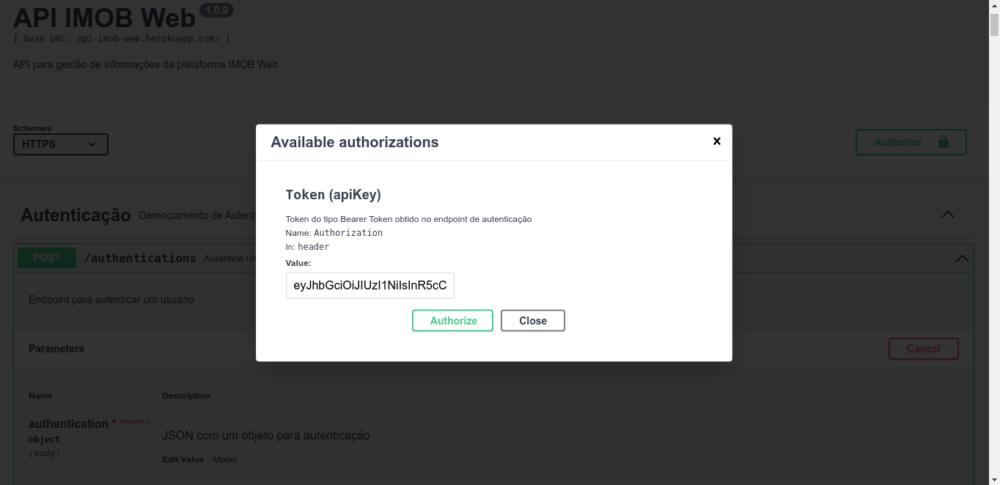 API IMOB Web 1.0.0
[ Base URL: api-imob-web.herokuapp.com/ ]
API para gestão de informações da plataforma IMOB Web
Schemes
HTTPS
Authorize
Available authorizations
Token (apiKey)
Token do tipo Bearer Token obtido no endpoint de autenticação
Name: Authorization
In: header
Value:
eyJhbGciOiJIUzI1NiIsInR5cC
Authorize Close
Autenticação Gerenciamento de Autenti
POST /authentications Autentica um
Endpoint para autenticar um usuário
Parameters Cancel
Name Description
authentication * required
object
(body)
JSON com um objeto para autenticação
Edit Value | Model